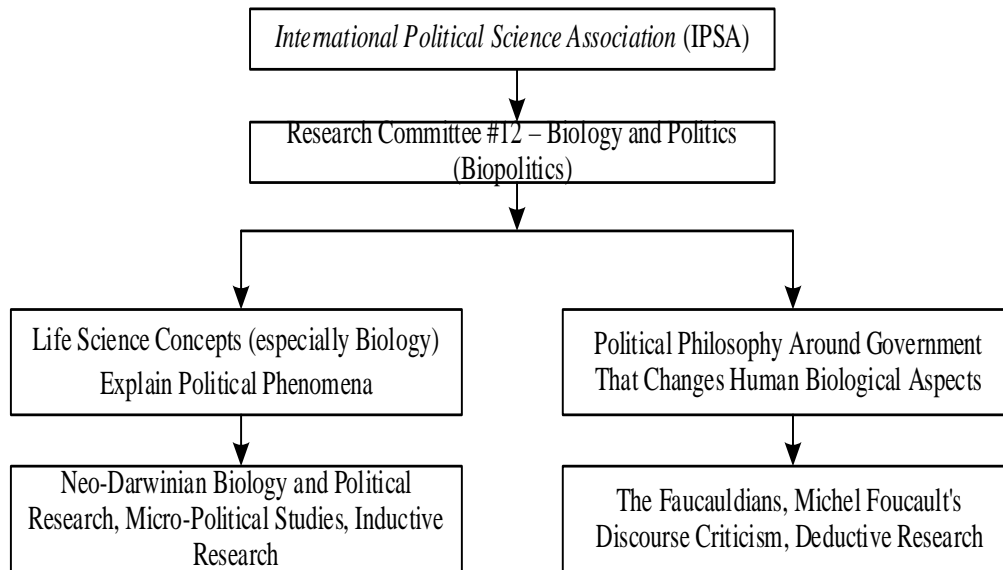 International Political Science Association (IPSA)
Research Committee #12 – Biology and Politics
(Biopolitics)
Life Science Concepts (especially Biology)
Explain Political Phenomena
Political Philosophy Around Government
That Changes Human Biological Aspects
Neo-Darwinian Biology and Political
Research, Micro-Political Studies, Inductive
Research
The Faucauldians, Michel Foucault's
Discourse Criticism, Deductive Research